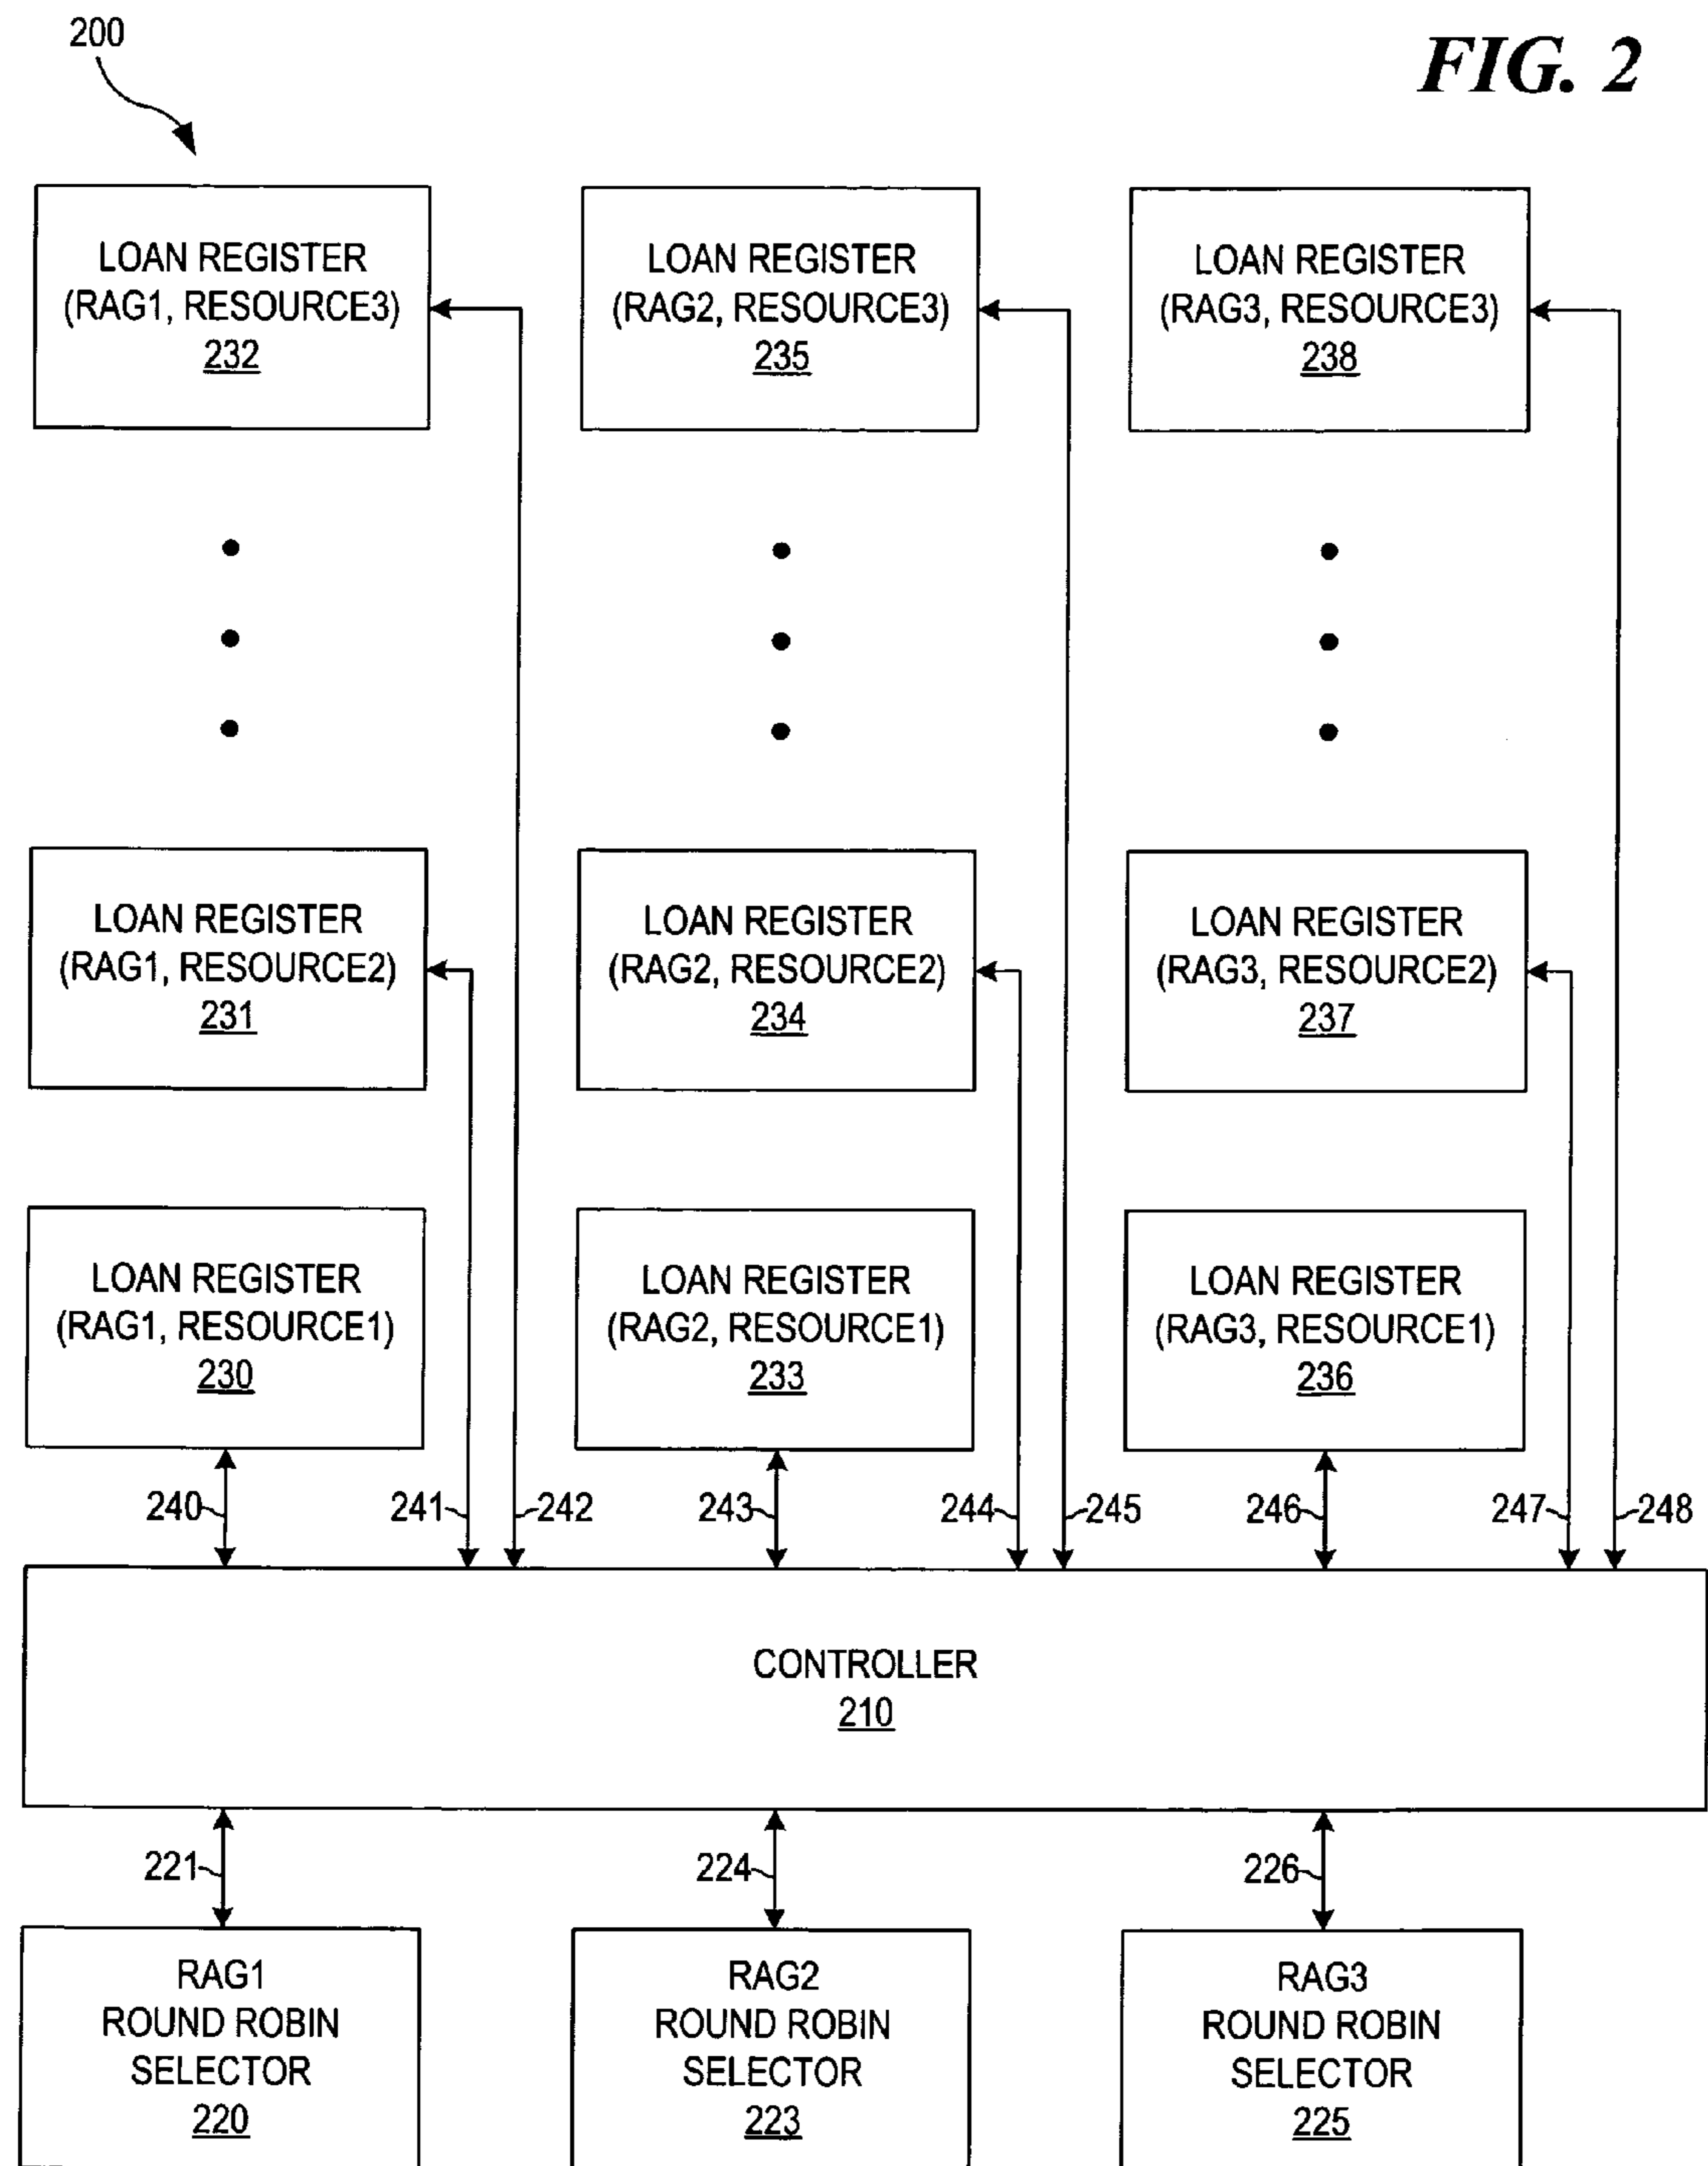 200
FIG. 2
LOAN REGISTER
(RAG1, RESOURCE3)
232
LOAN REGISTER
(RAG2, RESOURCE3)
235
LOAN REGISTER
(RAG3, RESOURCE3)
238
LOAN REGISTER
(RAG1, RESOURCE2)
231
LOAN REGISTER
(RAG2, RESOURCE2)
234
LOAN REGISTER
(RAG3, RESOURCE2)
237
LOAN REGISTER
(RAG1, RESOURCE1)
230
LOAN REGISTER
(RAG2, RESOURCE1)
233
LOAN REGISTER
(RAG3, RESOURCE1)
236
240
241
242
243
244
245
246
247
248
CONTROLLER
210
221
224
226
RAG1
ROUND ROBIN
SELECTOR
220
RAG2
ROUND ROBIN
SELECTOR
223
RAG3
ROUND ROBIN
SELECTOR
225